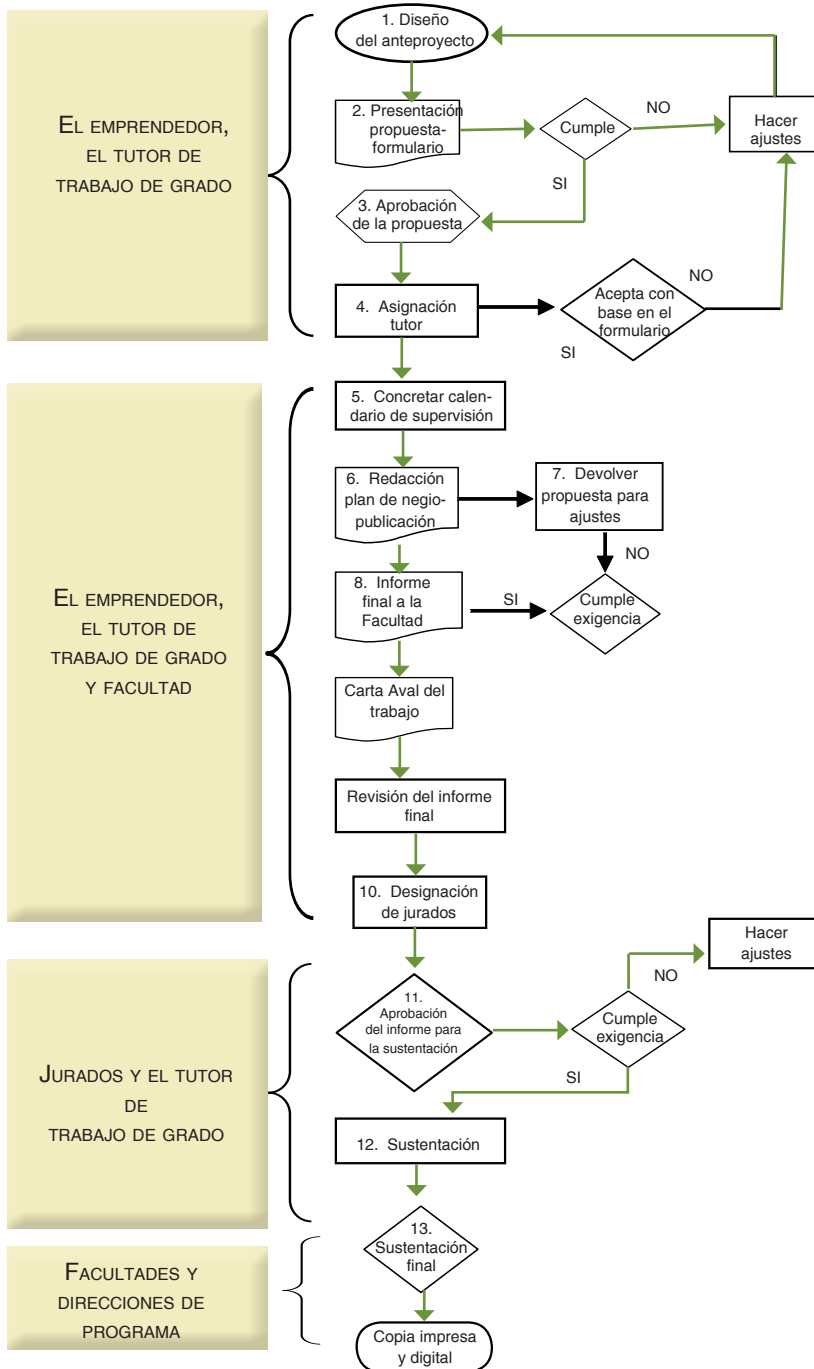 EL EMPRENDEDOR,
EL TUTOR DE
TRABAJO DE GRADO
1. Diseño
del anteproyecto
2. Presentación
propuesta-
formulario
Cumple
NO
Hacer
ajustes
SI
3. Aprobación
de la propuesta
4. Asignación
tutor
Acepta con
base en el
formulario
NO
SI
EL EMPRENDEDOR,
EL TUTOR DE
TRABAJO DE GRADO
Y FACULTAD
5. Concretar calen-
dario de supervisión
6. Redacción
plan de negio-
publicación
7. Devolver
propuesta para
ajustes
NO
8. Informe
final a la
Facultad
SI
Cumple
exigencia
Carta Aval del
trabajo
Revisión del informe
final
10. Designación
de jurados
JURADOS Y EL TUTOR
DE
TRABAJO DE GRADO
11.
Aprobación
del informe para
la sustentación
Cumple
exigencia
NO
Hacer
ajustes
SI
12. Sustentación
13.
Sustentación
final
FACULTADES Y
DIRECCIONES DE
PROGRAMA
Copia impresa
y digital